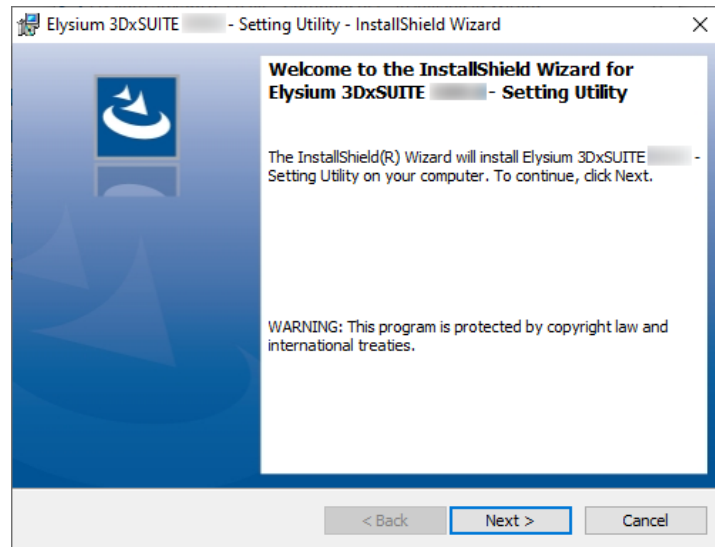 Elysium 3DxSUITE - Setting Utility - InstallShield Wizard
Welcome to the InstallShield Wizard for
Elysium 3DxSUITE - Setting Utility
The InstallShield(R) Wizard will install Elysium 3DxSUITE -
Setting Utility on your computer. To continue, click Next.
WARNING: This program is protected by copyright law and
international treaties.
< Back Next > Cancel